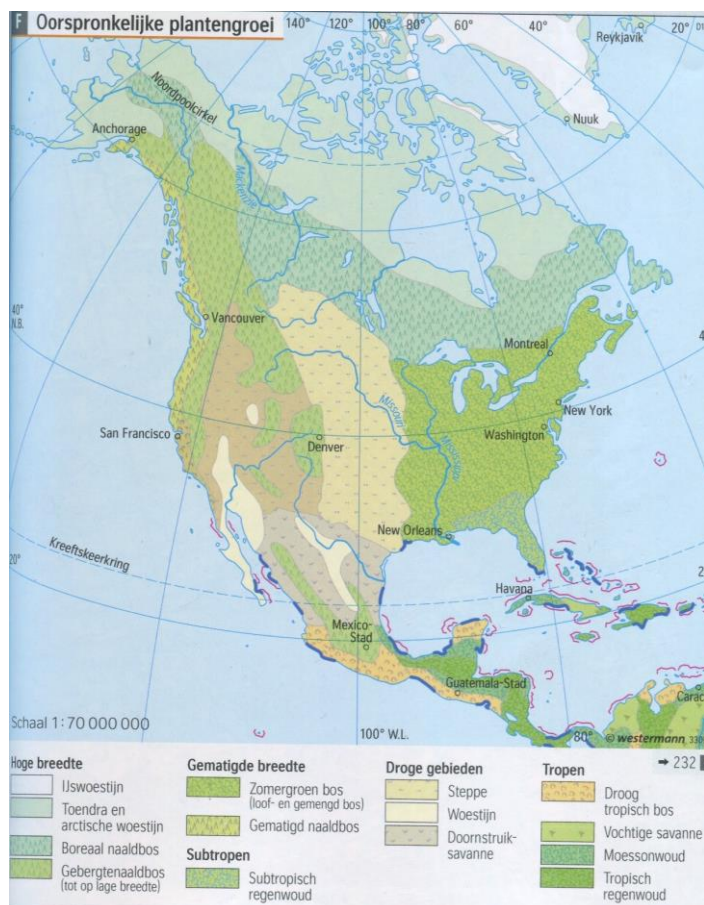 F Oorspronkelijke plantengroei
140° 120° 100° 80° 60° 40° 20°
Reykjavík
Noordpoolcirkel
Nuuk
Anchorage
Mackenzie
40°
N.B.
Vancouver
Montreal
Missouri
New York
San Francisco
Denver
Washington
Mississippi
New Orleans
Kreeftskeerkring
20°
Havana
Mexico-
Stad
Guatemala-Stad
Carac
Schaal 1:70 000 000
100° W.L.
80°
© westermann
→ 232
Hoge breedte
IJswoestijn
Toendra en
arctische woestijn
Boreaal naaldbos
Gebergtenaaldbos
(tot op lage breedte)
Gematigde breedte
Zomergroen bos
(loof- en gemengd bos)
Gematigd naaldbos
Subtropen
Subtropisch
regenwoud
Droge gebieden
Steppe
Woestijn
Doornstruik-
savanne
Tropen
Droog
tropisch bos
Vochtige savanne
Moessonwoud
Tropisch
regenwoud